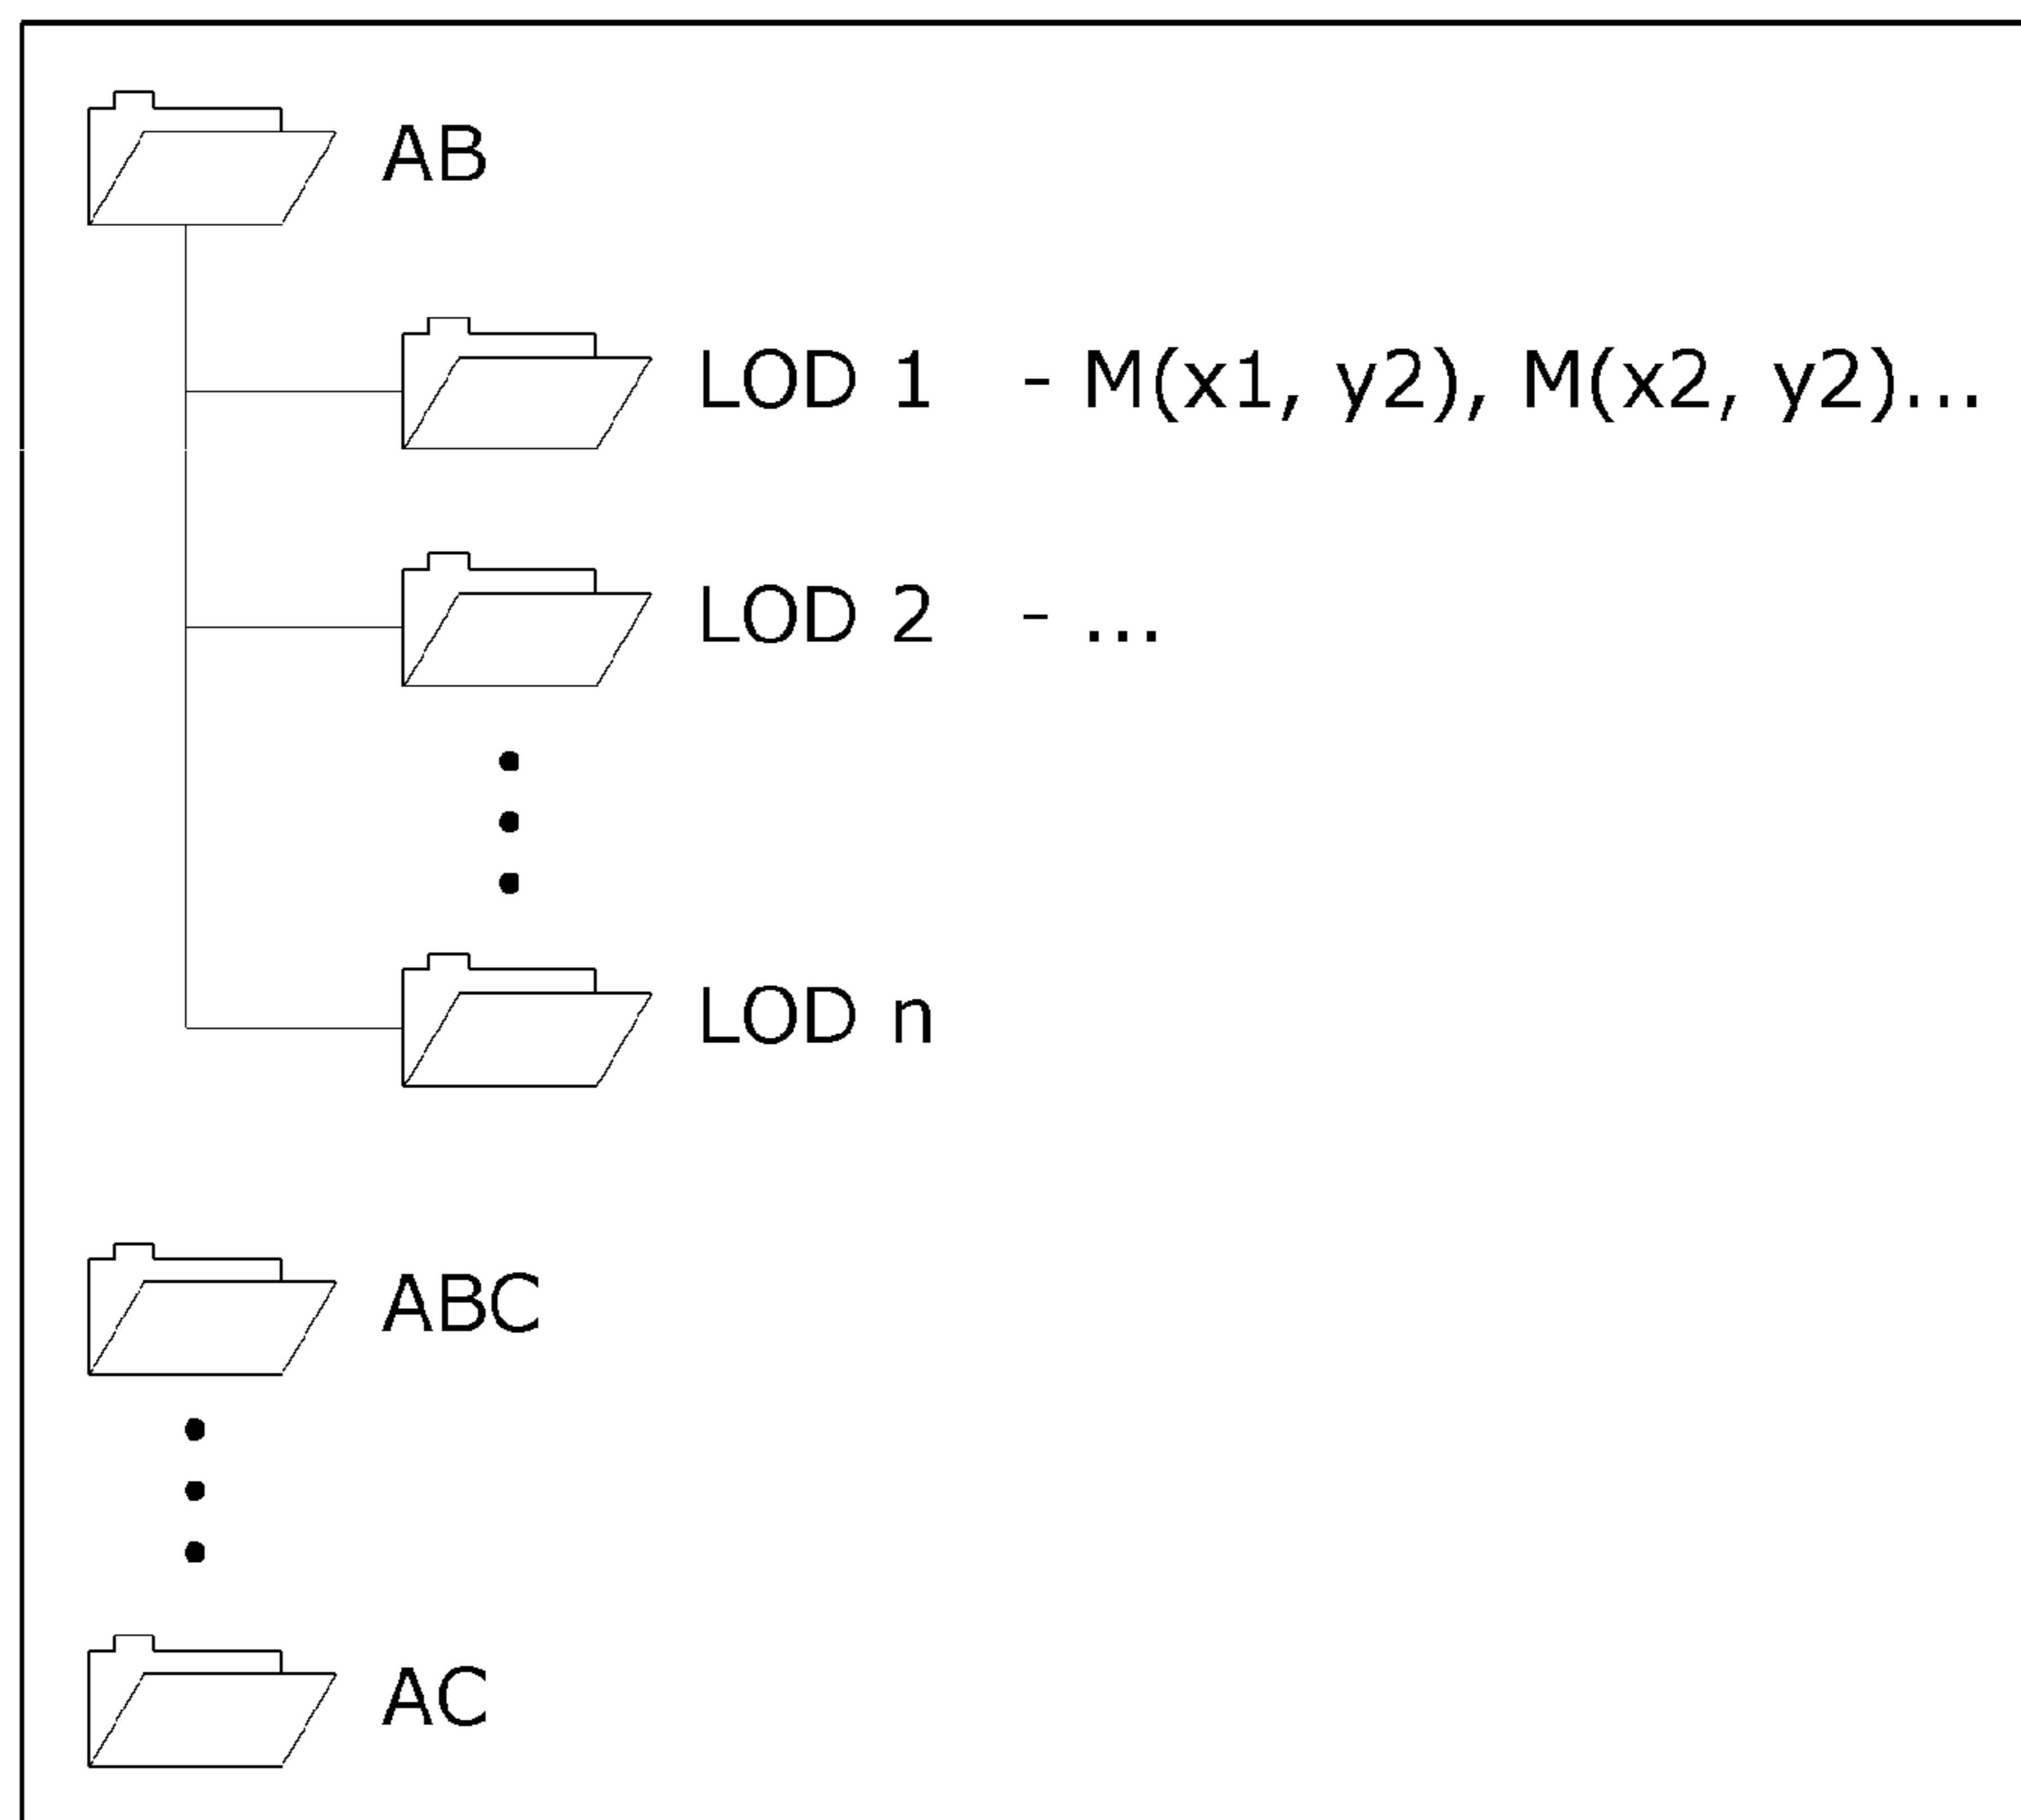 AB
LOD 1 - M(x1, y2), M(x2, y2)...
LOD 2 - ...
LOD n
ABC
AC